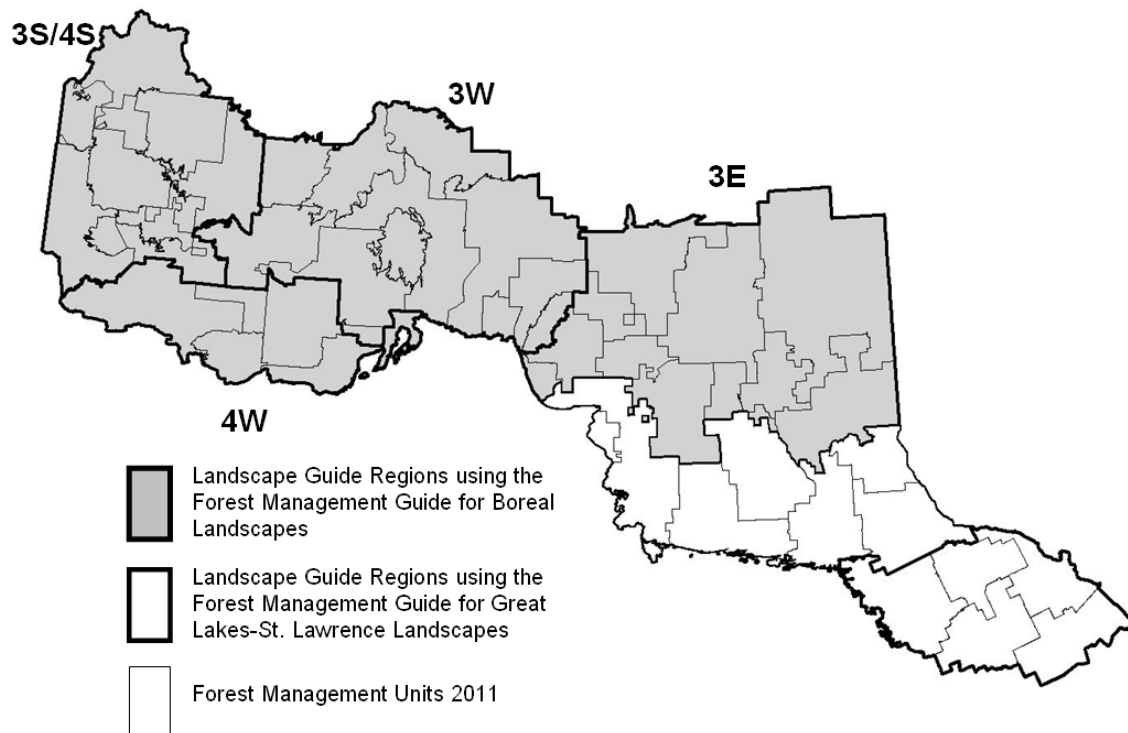 3S/4S
3W
3E
4W
Landscape Guide Regions using the
Forest Management Guide for Boreal
Landscapes
Landscape Guide Regions using the
Forest Management Guide for Great
Lakes-St. Lawrence Landscapes
Forest Management Units 2011